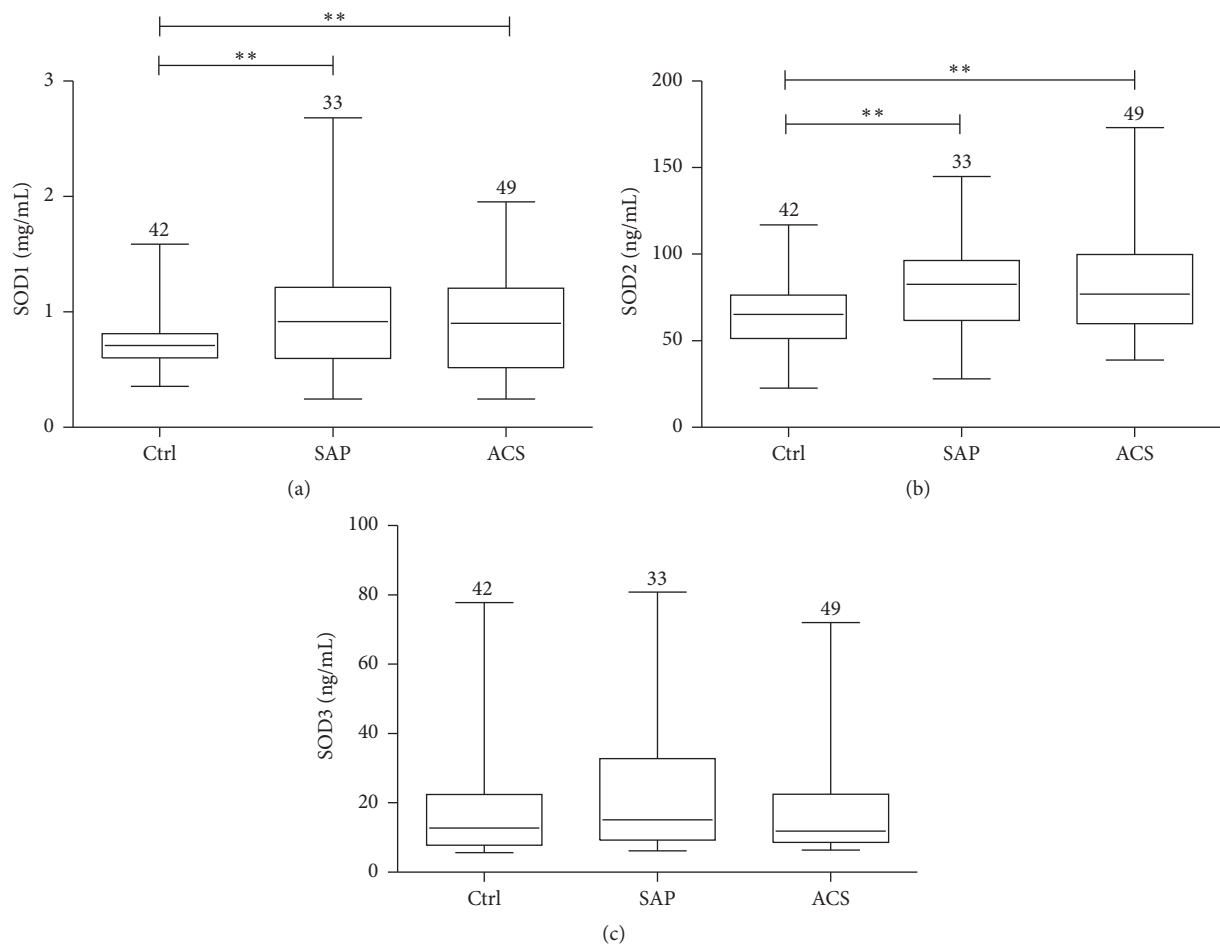 **
**
3
2
1
0
SOD1 (mg/mL)
42
33
49
Ctrl
SAP
ACS
(a)
**
**
200
150
100
50
0
SOD2 (ng/mL)
42
33
49
Ctrl
SAP
ACS
(b)
100
80
60
40
20
0
SOD3 (ng/mL)
42
33
49
Ctrl
SAP
ACS
(c)